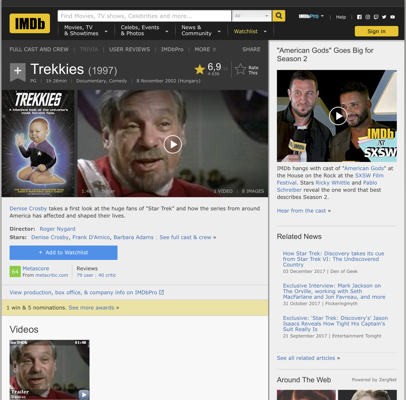 IMDb
Find Movies, TV shows, Celebrities and more...
All
IMDbPro
Help
Movies, TV
& Showtimes
Celebs, Events
& Photos
News &
Community
Watchlist
Sign in
FULL CAST AND CREW
TRIVIA
USER REVIEWS
IMDbPro
MORE
SHARE
Trekkies (1997)
PG
1h 26min
Documentary, Comedy
8 November 2002 (Hungary)
6,9
Rate
This
TREKKIES
1 VIDEO
8 IMAGES
Denise Crosby takes a first look at the huge fans of "Star Trek" and how the series from around
America has affected and shaped their lives.
Director: Roger Nygard
Stars: Denise Crosby, Frank D'Amico, Barbara Adams | See full cast & crew »
+ Add to Watchlist
Metascore
From metacritic.com
Reviews
79 user | 40 critic
View production, box office, & company info on IMDbPro
1 win & 5 nominations. See more awards »
Videos
Trailer
"American Gods" Goes Big for
Season 2
IMDb
at
SXSW
IMDb hangs with cast of "American Gods" at
the House on the Rock at the SXSW Film
Festival. Stars Ricky Whittle and Pablo
Schreiber reveal the one word that best
describes Season 2.
Hear from the cast »
Related News
How Star Trek: Discovery takes its cue
from Star Trek VI: The Undiscovered
Country
03 December 2017 | Den of Geek
Exclusive Interview: Mark Jackson on
The Orville, working with Seth
MacFarlane and Jon Favreau, and more
31 October 2017 | Flickeringmyth
Exclusive: 'Star Trek: Discovery's' Jason
Isaacs Reveals How Tight His Captain's
Suit Really Is
21 September 2017 | Entertainment Tonight
See all related articles »
Around The Web
Powered by ZergNet